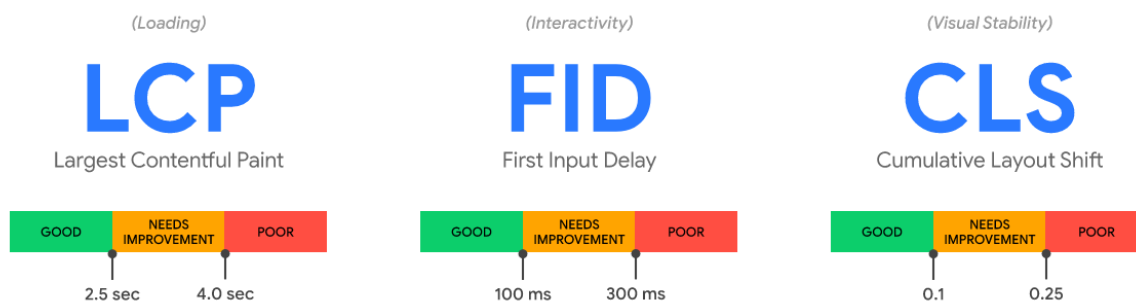 (Loading)
LCP
Largest Contentful Paint
GOOD
NEEDS
IMPROVEMENT
POOR
2.5 sec
4.0 sec
(Interactivity)
FID
First Input Delay
GOOD
NEEDS
IMPROVEMENT
POOR
100 ms
300 ms
(Visual Stability)
CLS
Cumulative Layout Shift
GOOD
NEEDS
IMPROVEMENT
POOR
0.1
0.25